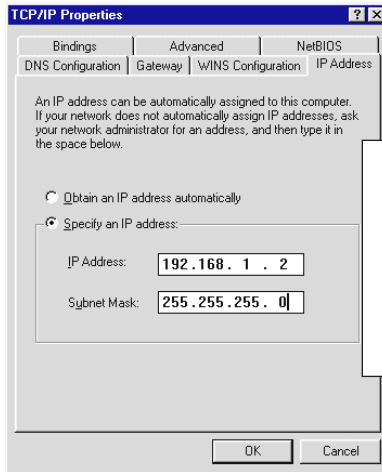 TCP/IP Properties
Bindings Advanced NetBIOS
DNS Configuration Gateway WINS Configuration IP Address
An IP address can be automatically assigned to this computer.
If your network does not automatically assign IP addresses, ask
your network administrator for an address, and then type it in
the space below.
Obtain an IP address automatically
Specify an IP address:
IP Address: 192.168. 1 . 2
Subnet Mask: 255.255.255. 0
OK Cancel